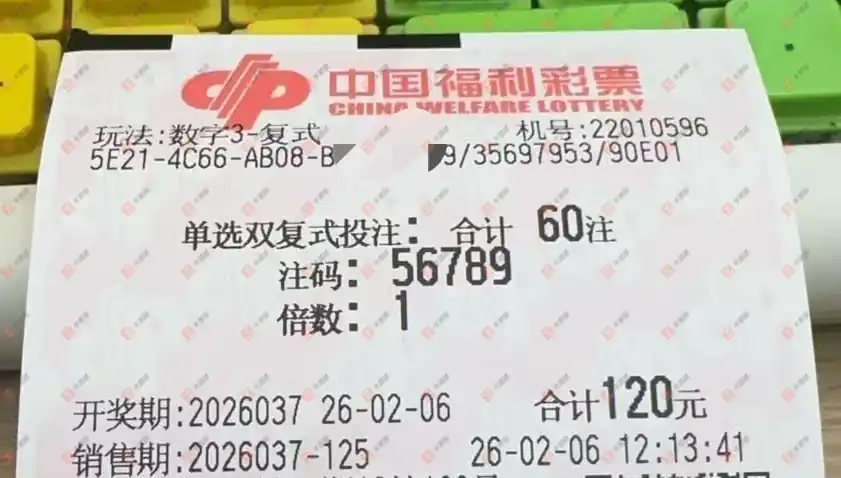 中国福利彩票
CHINA WELFARE LOTTERY
玩法:数字3-复式 机号:22010596
5E21-4C66-AB08-B 9/35697953/90E01
单选双复式投注: 合计 60注
注码: 56789
倍数: 1
开奖期:2026037 26-02-06 合计120元
销售期:2026037-125 26-02-06 12:13:41